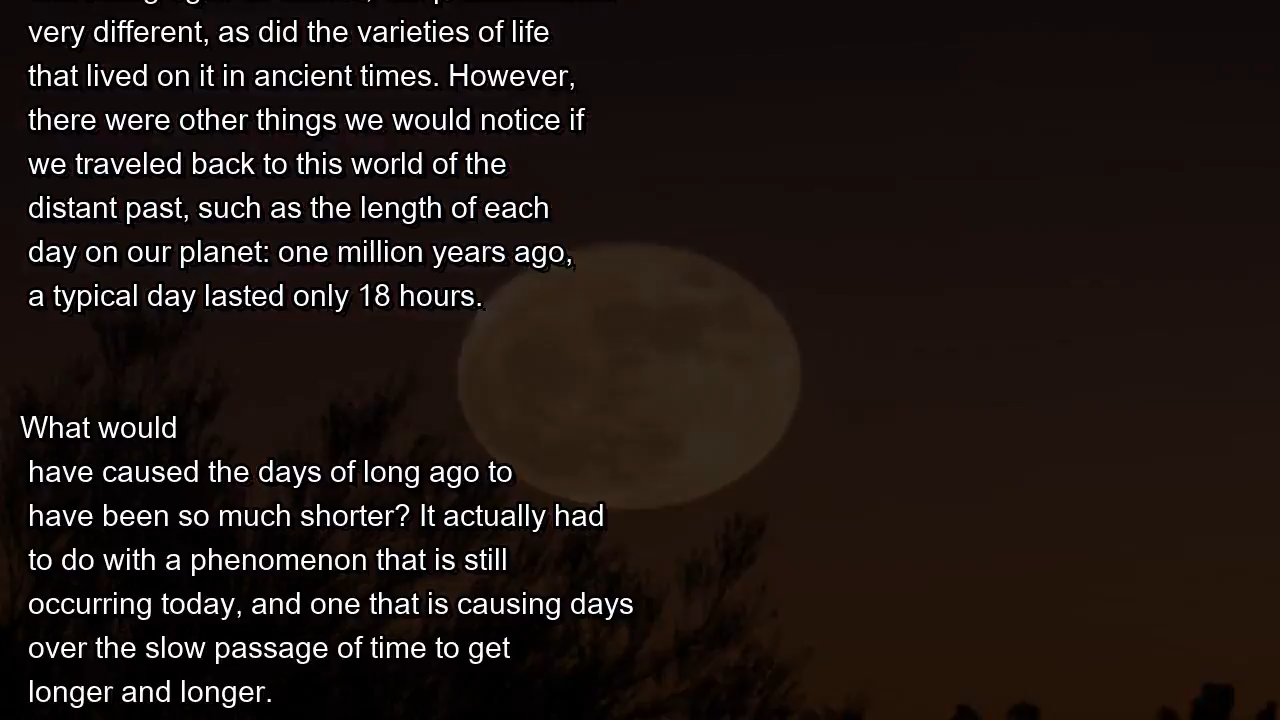 very different, as did the varieties of life
that lived on it in ancient times. However,
there were other things we would notice if
we traveled back to this world of the
distant past, such as the length of each
day on our planet: one million years ago,
a typical day lasted only 18 hours.
What would
have caused the days of long ago to
have been so much shorter? It actually had
to do with a phenomenon that is still
occurring today, and one that is causing days
over the slow passage of time to get
longer and longer.